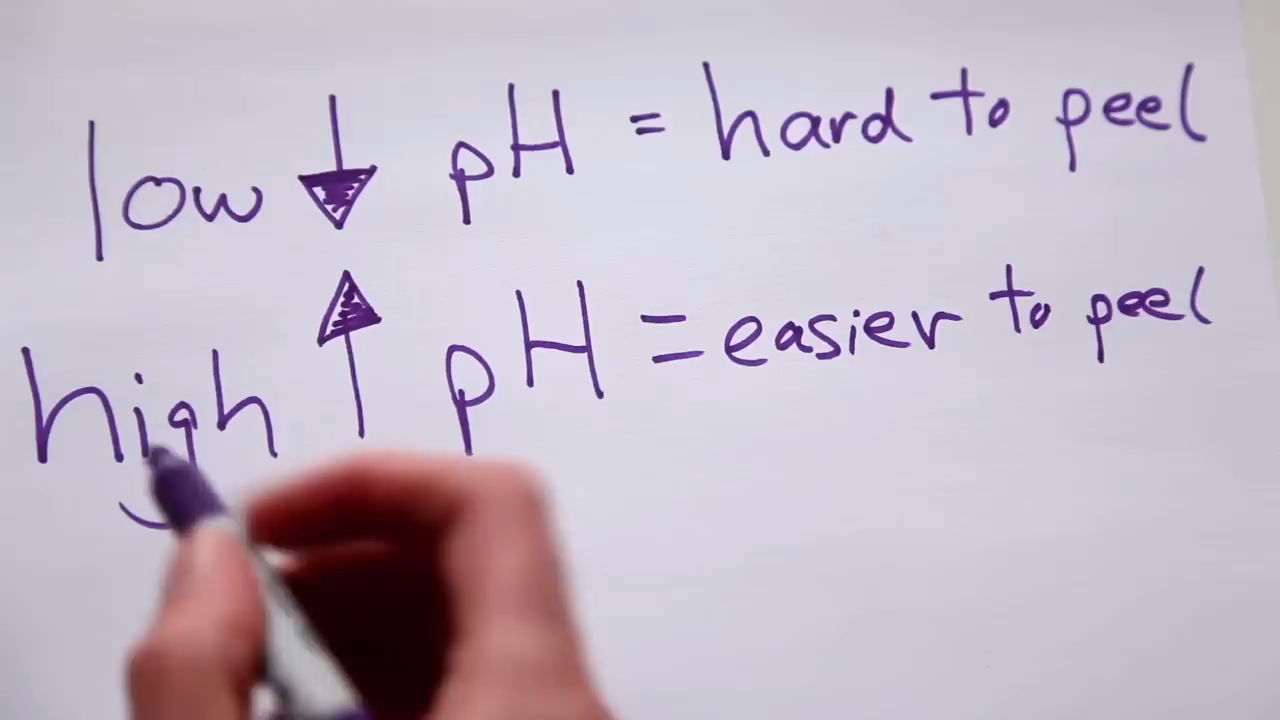 low ↓ pH = hard to peel
high ↑ pH = easier to peel